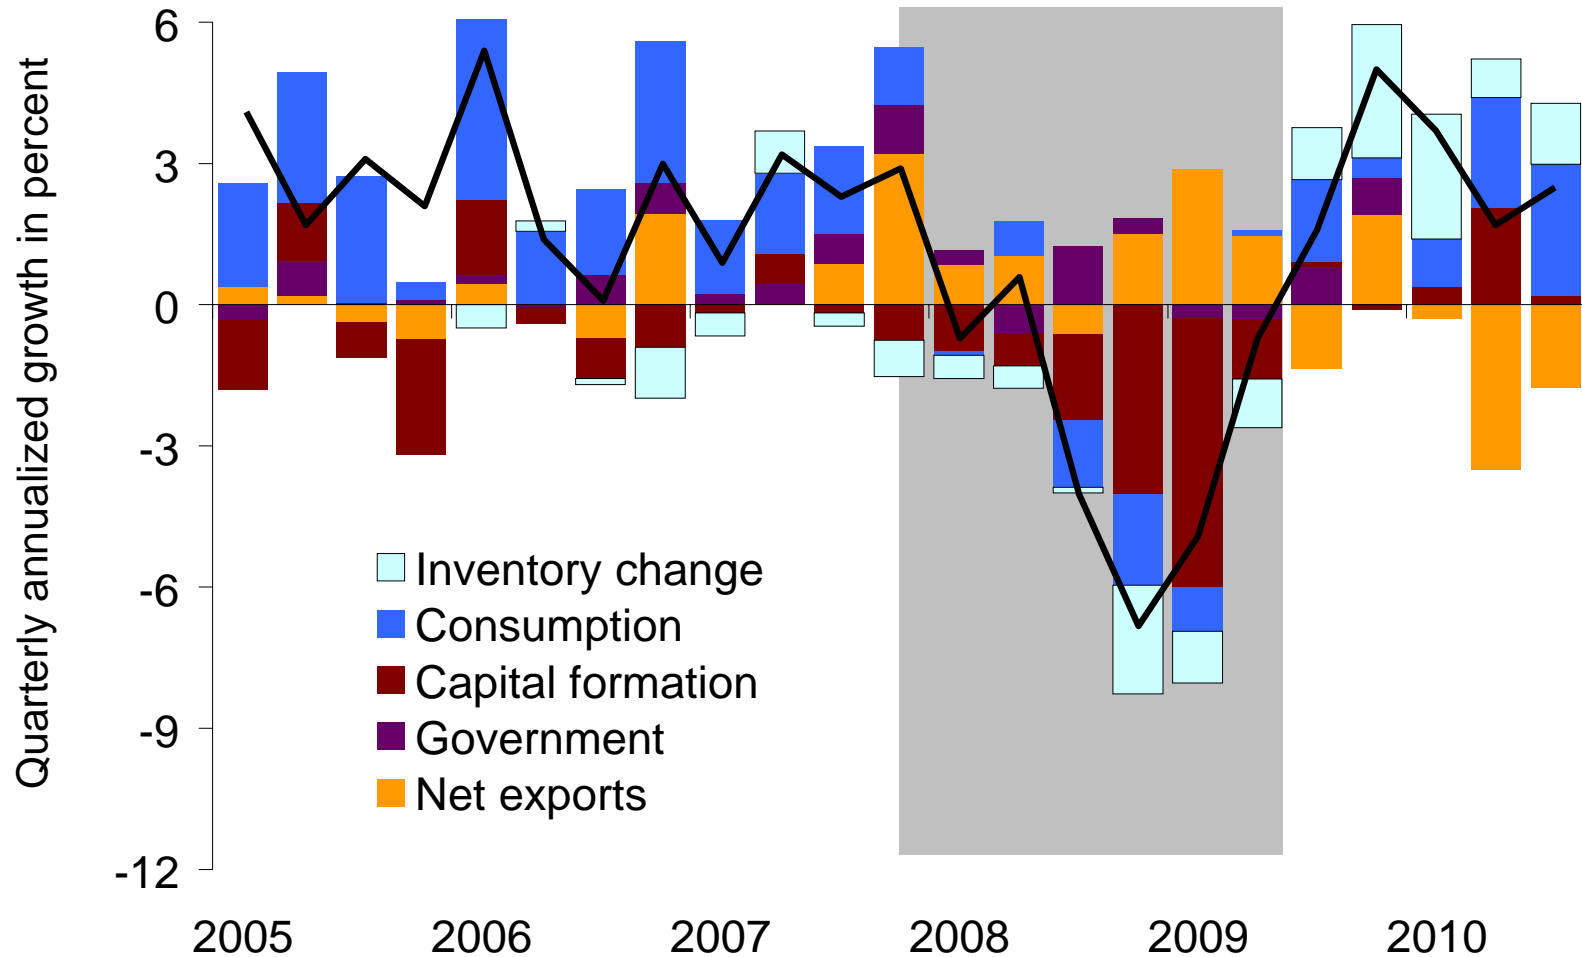 Quarterly annualized growth in percent
6
3
0
-3
-6
-9
-12
Inventory change
Consumption
Capital formation
Government
Net exports
2005 2006 2007 2008 2009 2010